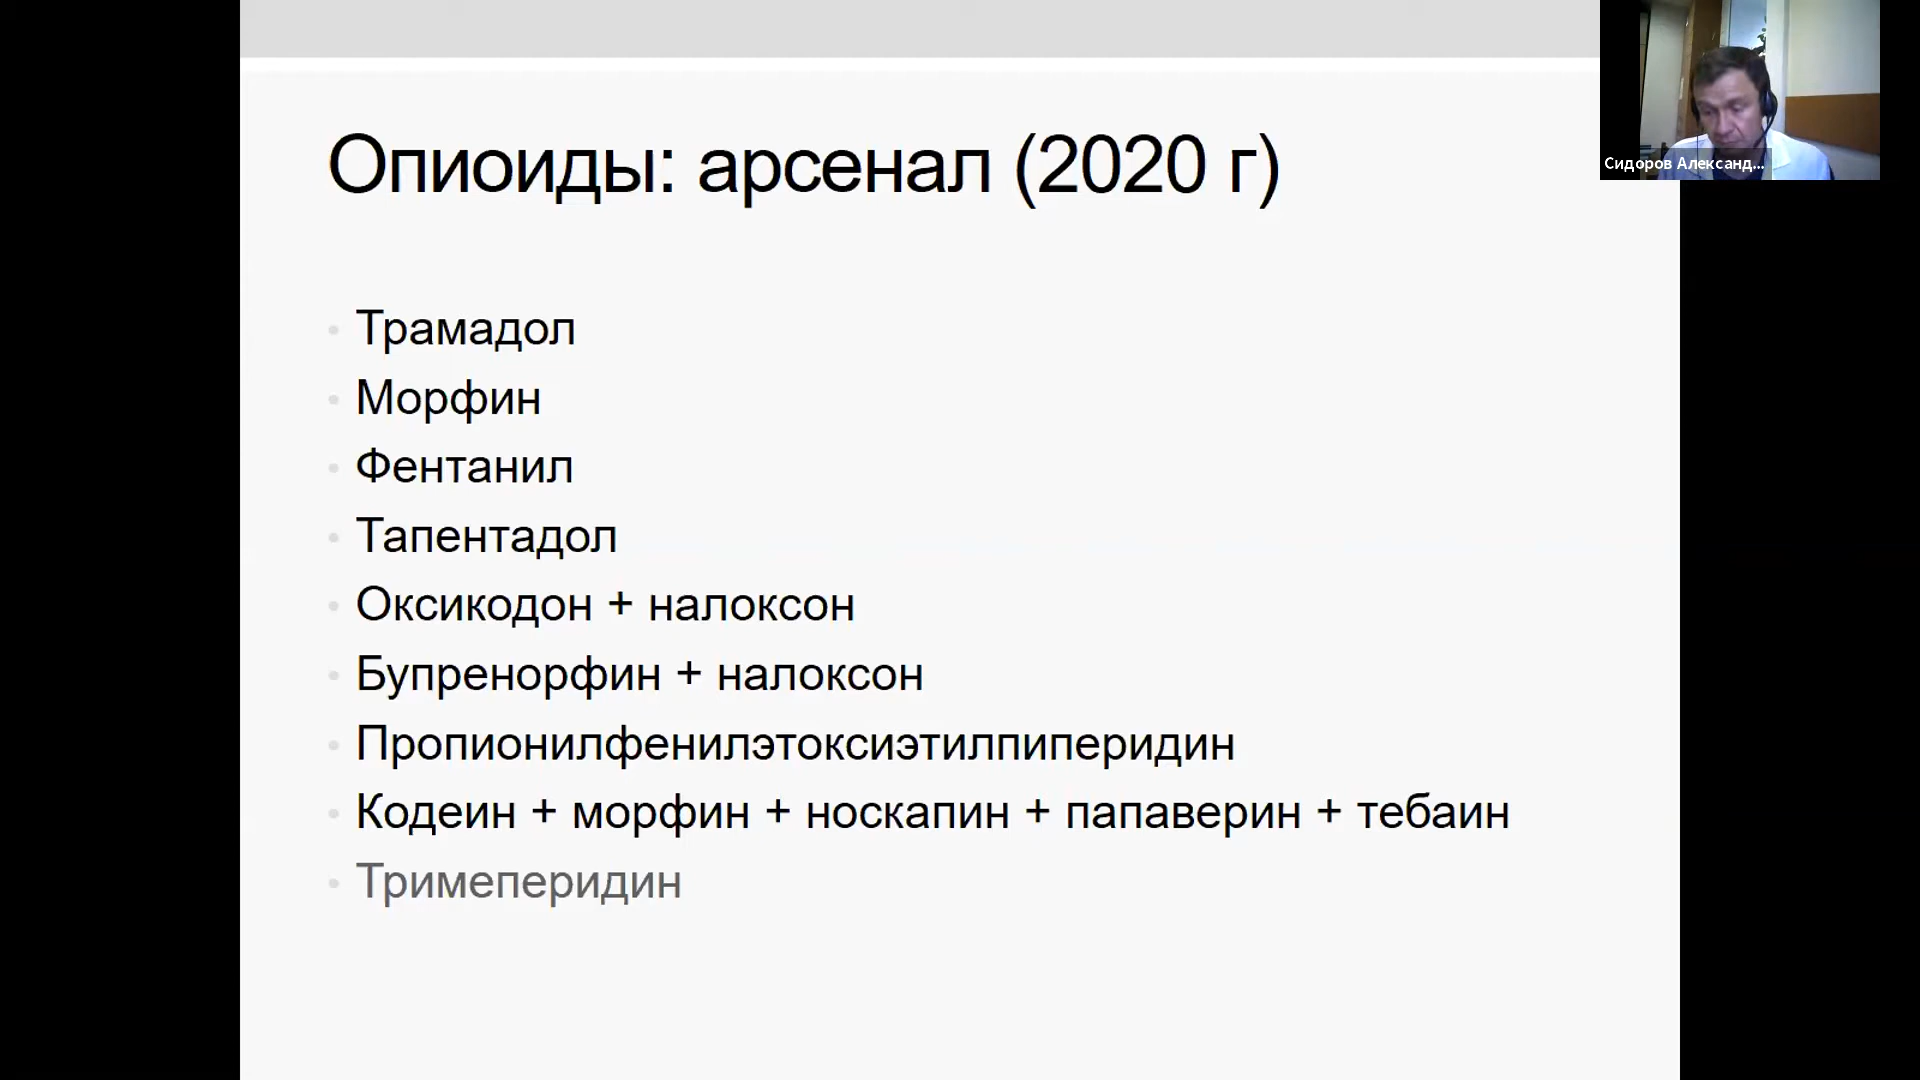 Опиоиды: арсенал (2020 г)
Сидоров Александ...
• Трамадол
• Морфин
• Фентанил
• Тапентадол
• Оксикодон + налоксон
• Бупренорфин + налоксон
• Пропионилфенилэтоксиэтилпиперидин
• Кодеин + морфин + носкапин + папаверин + тебаин
• Тримеперидин